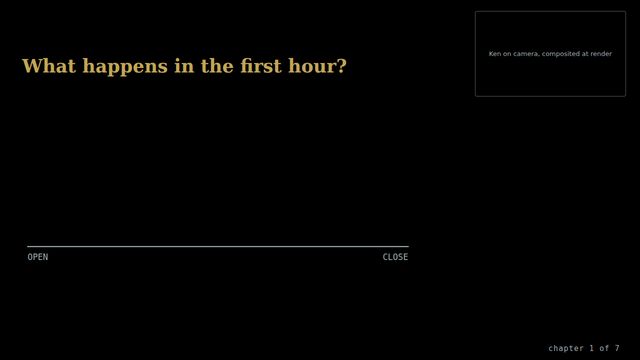 Ken on camera, composited at render
What happens in the first hour?
OPEN
CLOSE
chapter 1 of 7